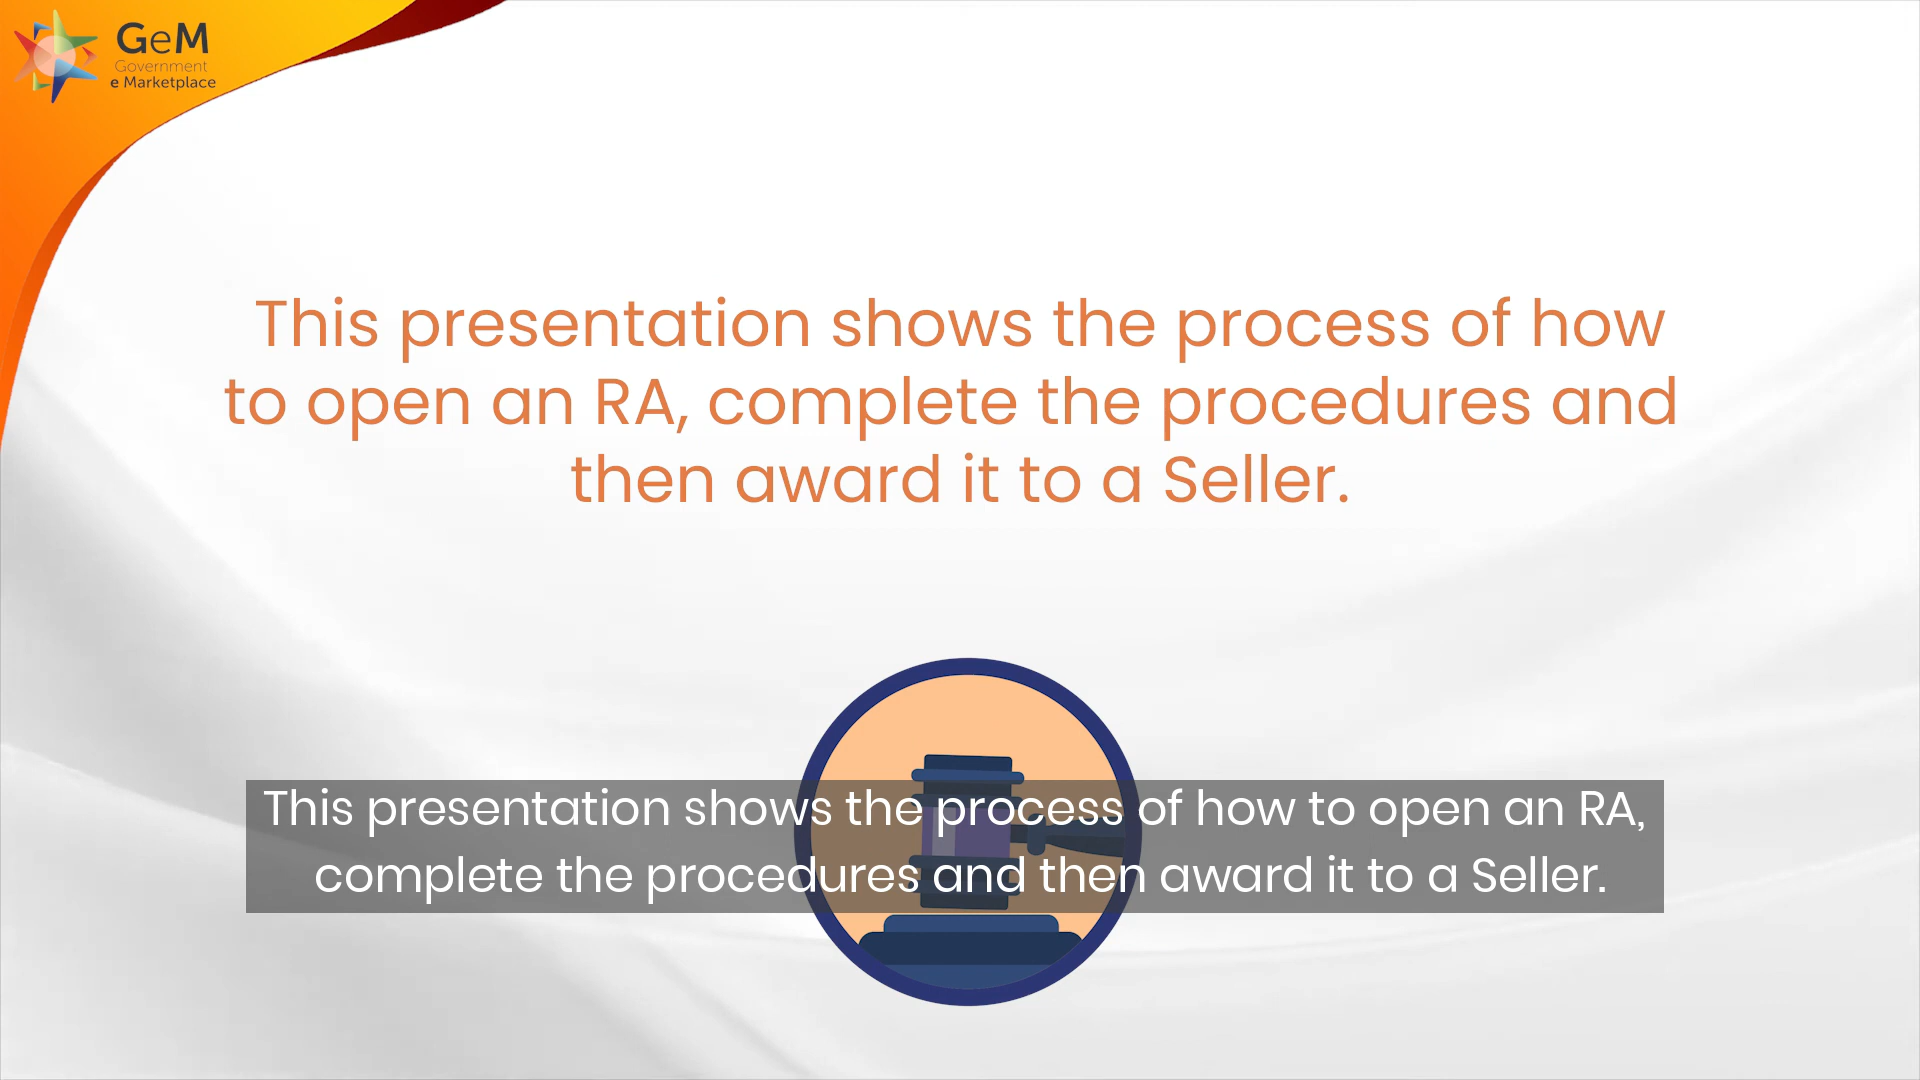 GeM
Government
e Marketplace
This presentation shows the process of how
to open an RA, complete the procedures and
then award it to a Seller.
This presentation shows the process of how to open an RA,
complete the procedures and then award it to a Seller.